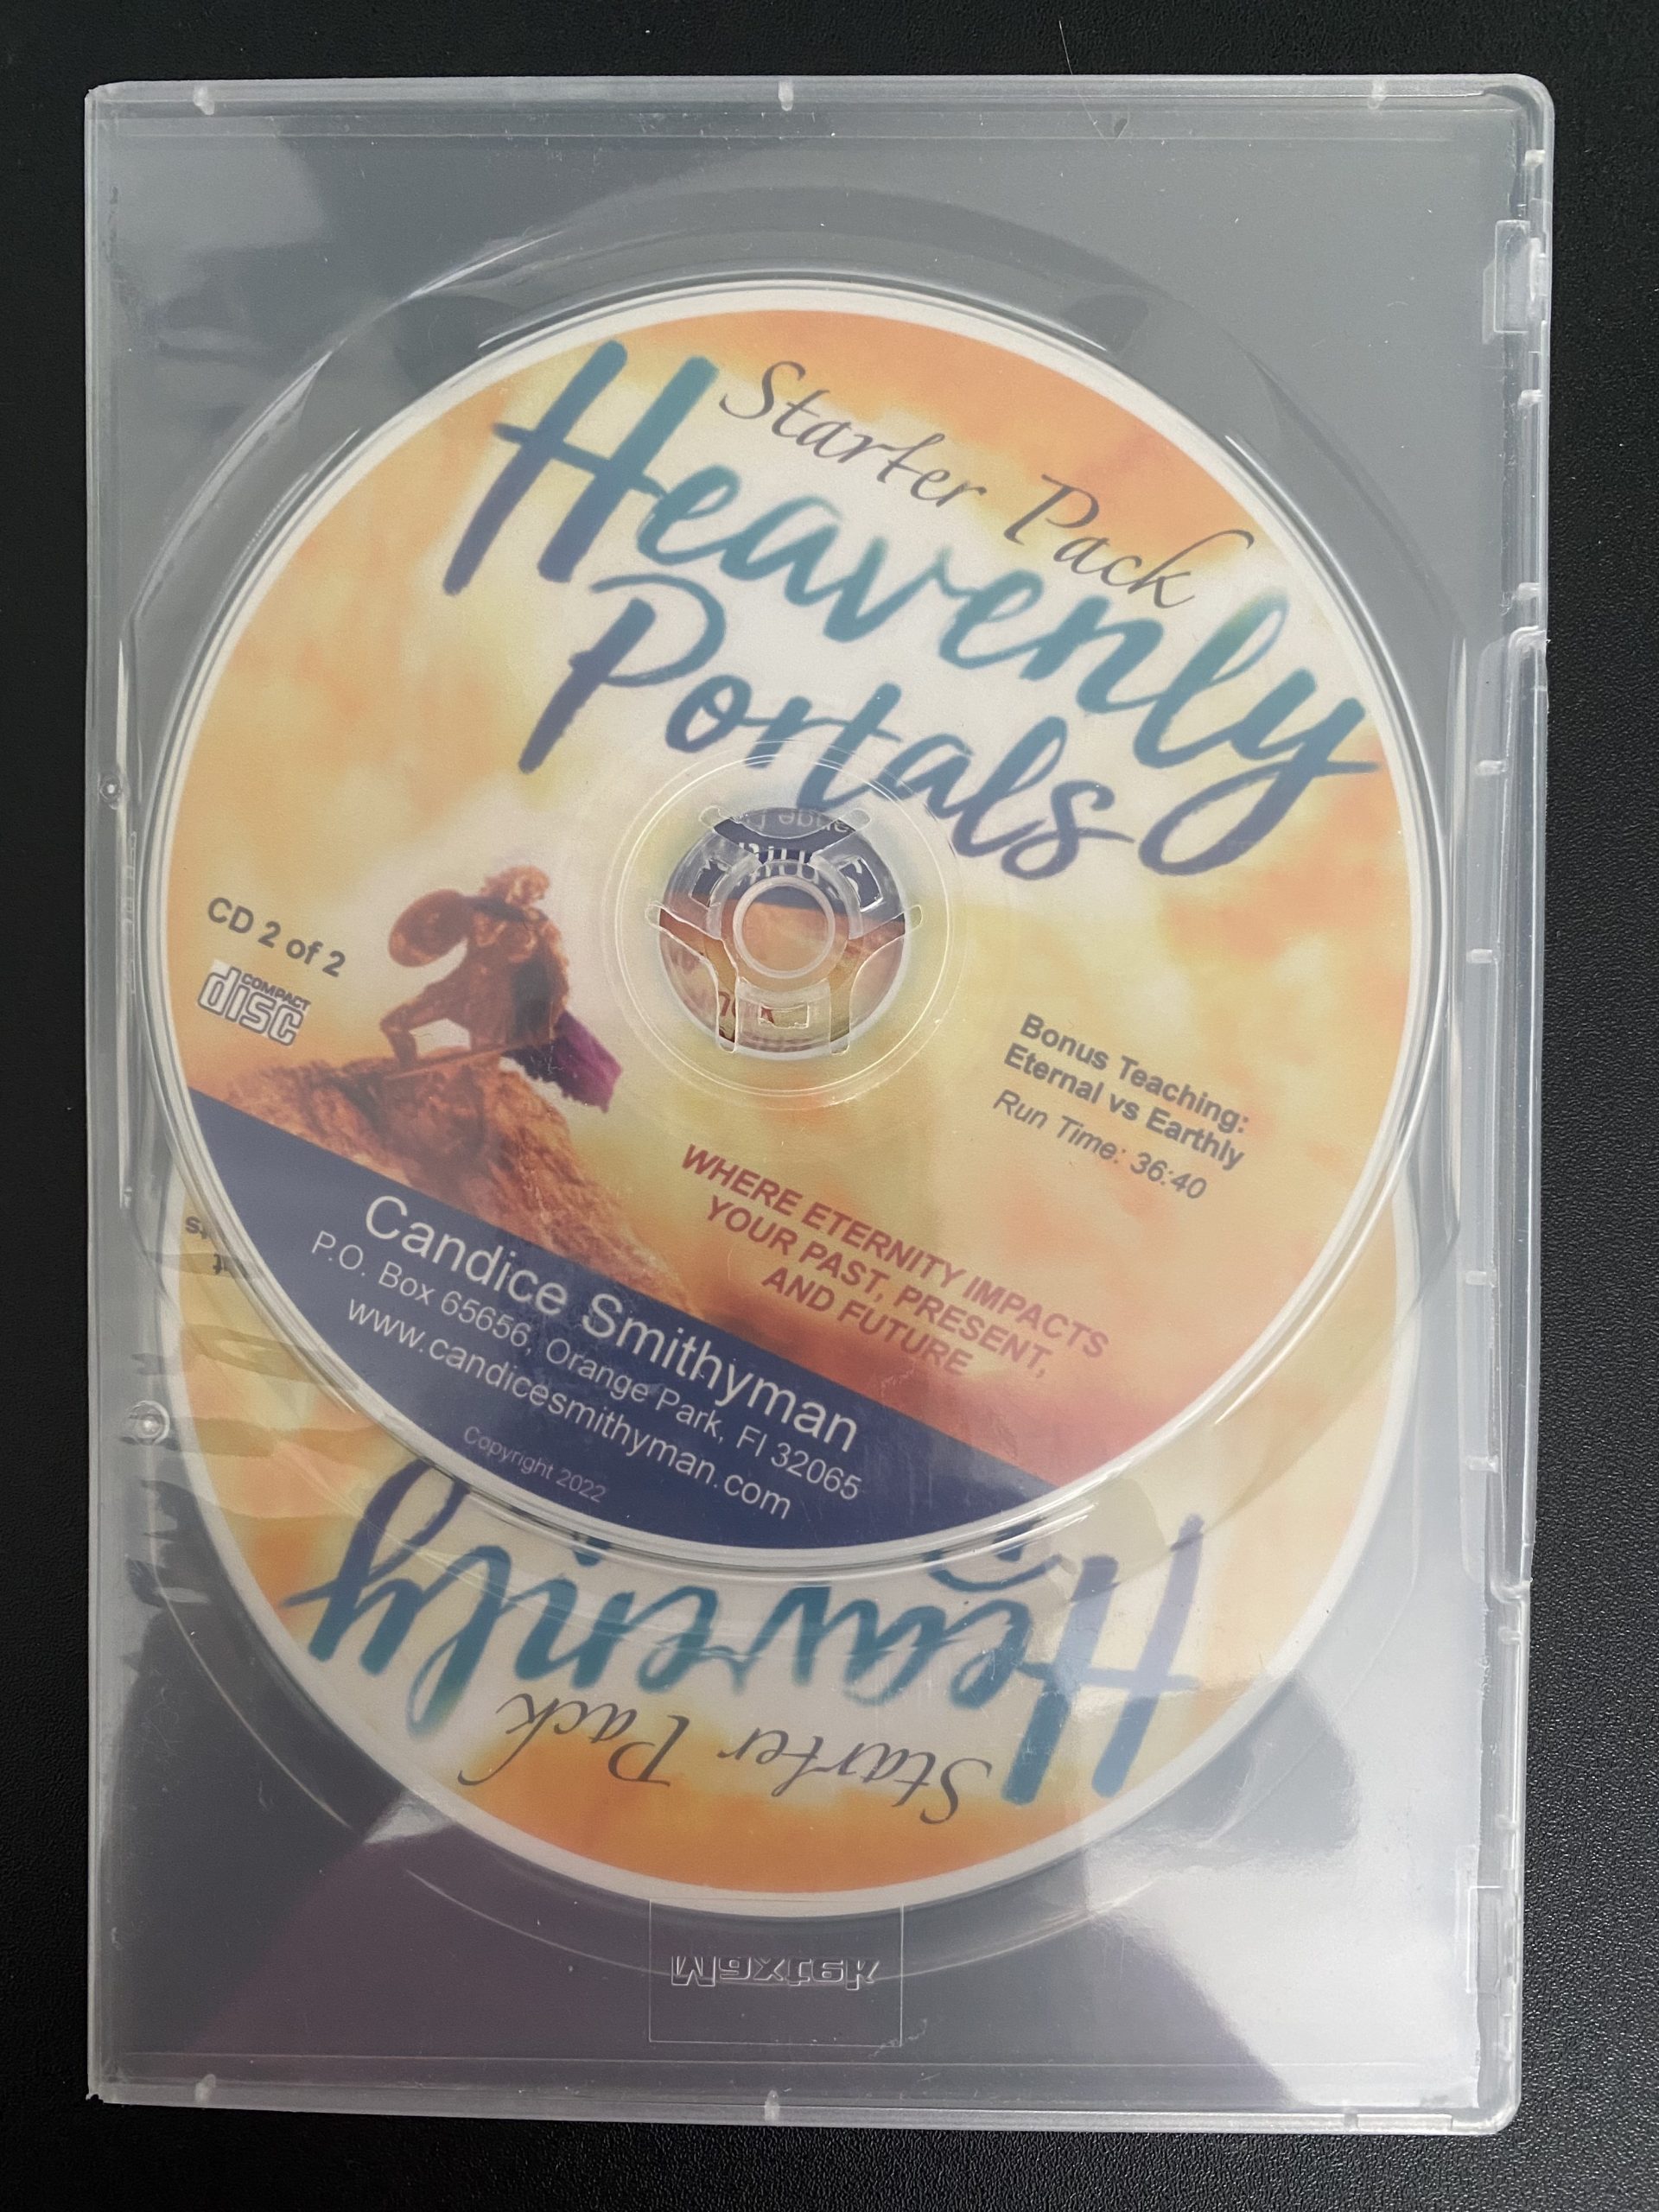 Starter Pack
Heavenly
Portals
CD 2 of 2
COMPACT
disc
Bonus Teaching:
Eternal vs Earthly
Run Time: 36:40
WHERE ETERNITY IMPACTS
YOUR PAST, PRESENT,
AND FUTURE
Candice Smithyman
P.O. Box 65656, Orange Park, Fl 32065
www.candicesmithyman.com
Copyright 2022
Heavenly
Starter Pack
Maxtek